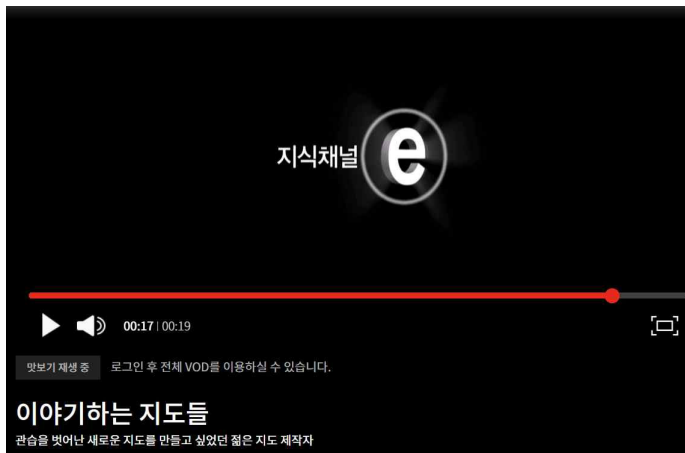 지식채널 e
00:17 | 00:19
맛보기 재생 중 로그인 후 전체 VOD를 이용하실 수 있습니다.
이야기하는 지도들
관습을 벗어난 새로운 지도를 만들고 싶었던 젊은 지도 제작자